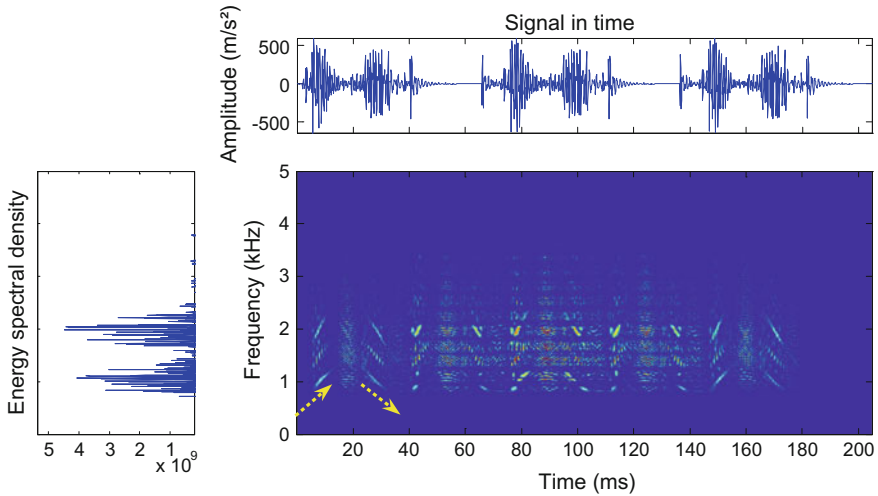 Signal in time
Amplitude (m/s²)
500
0
-500
Energy spectral density
5 4 3 2 1
x 10⁹
Frequency (kHz)
5
4
3
2
1
0
20 40 60 80 100 120 140 160 180 200
Time (ms)